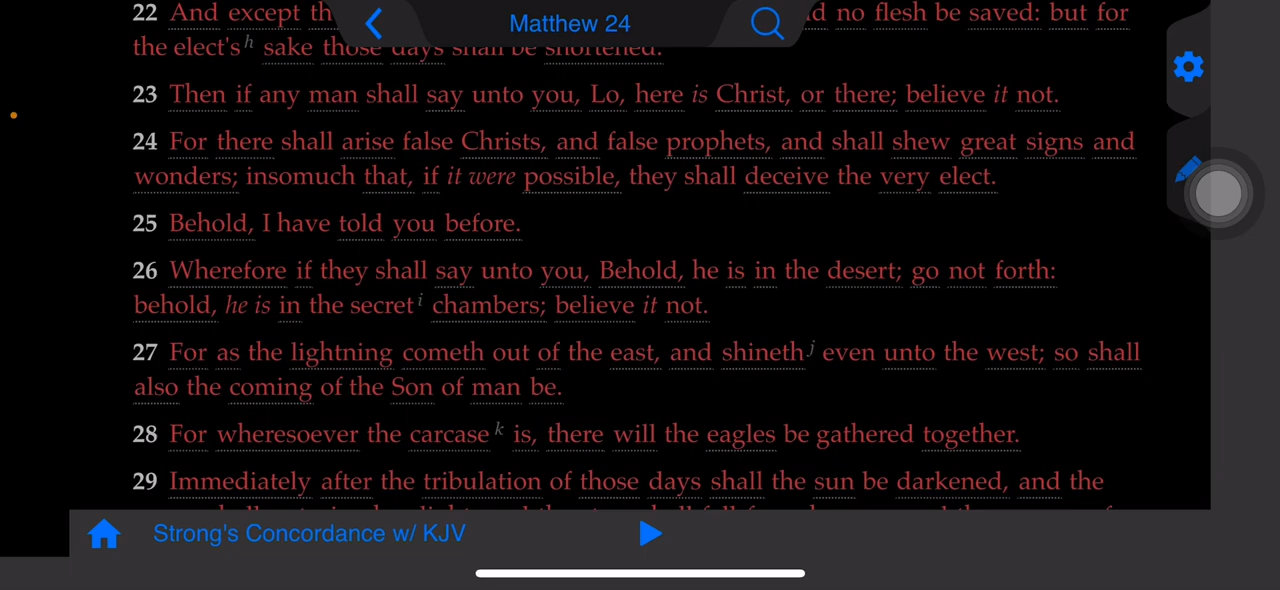 Matthew 24
22 And except no flesh be saved: but for
the elect's h sake those days shall be shortened.
23 Then if any man shall say unto you, Lo, here is Christ, or there; believe it not.
24 For there shall arise false Christs, and false prophets, and shall shew great signs and
wonders; insomuch that, if it were possible, they shall deceive the very elect.
25 Behold, I have told you before.
26 Wherefore if they shall say unto you, Behold, he is in the desert; go not forth:
behold, he is in the secret i chambers; believe it not.
27 For as the lightning cometh out of the east, and shineth j even unto the west; so shall
also the coming of the Son of man be.
28 For wheresoever the carcase k is, there will the eagles be gathered together.
29 Immediately after the tribulation of those days shall the sun be darkened, and the
Strong's Concordance w/ KJV